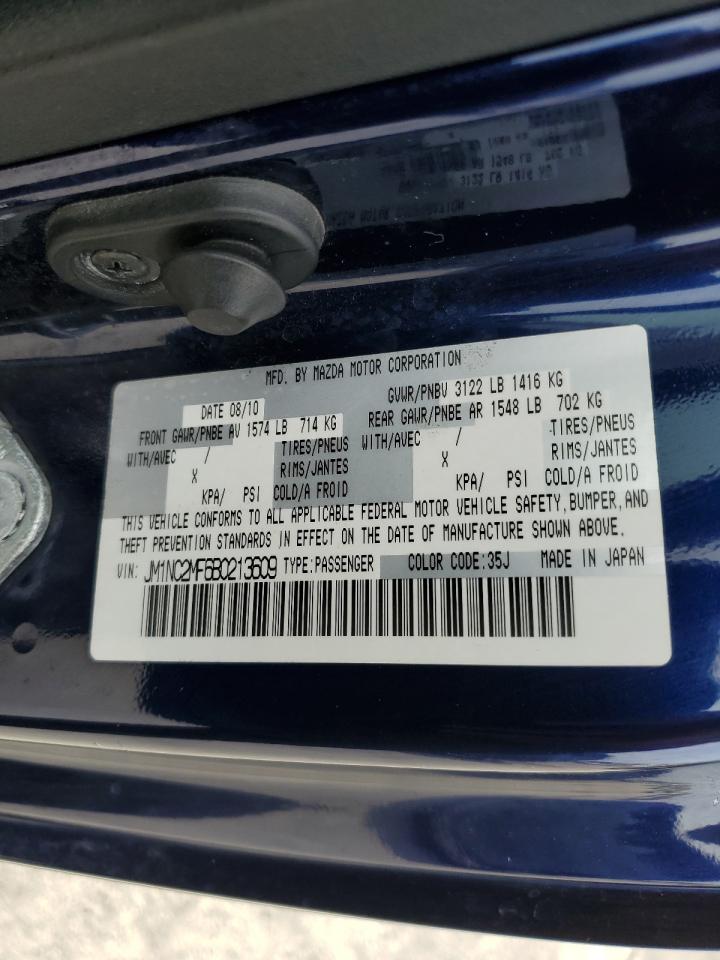 MFD. BY MAZDA MOTOR CORPORATION
DATE 08/10 GVWR/PNBV 3122 LB 1416 KG
FRONT GAWR/PNBE AV 1574 LB 714 KG REAR GAWR/PNBE AR 1548 LB 702 KG
WITH/AVEC / TIRES/PNEUS WITH/AVEC / TIRES/PNEUS
X RIMS/JANTES X RIMS/JANTES
KPA/ PSI COLD/A FROID KPA/ PSI COLD/A FROID
THIS VEHICLE CONFORMS TO ALL APPLICABLE FEDERAL MOTOR VEHICLE SAFETY, BUMPER, AND
THEFT PREVENTION STANDARDS IN EFFECT ON THE DATE OF MANUFACTURE SHOWN ABOVE.
VIN: JM1NC2MF6B0213609 TYPE:PASSENGER COLOR CODE:35J MADE IN JAPAN